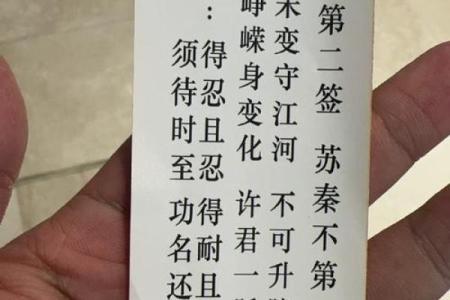 第二签 苏秦不第
未变守江河 不可升
峥嵘身变化 许君一
：得忍且忍 得耐且
须待时至 功名还